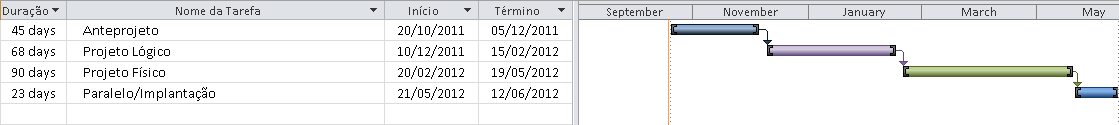 Duração Nome da Tarefa Início Término September November January March May
45 days Anteprojeto 20/10/2011 05/12/2011
68 days Projeto Lógico 10/12/2011 15/02/2012
90 days Projeto Físico 20/02/2012 19/05/2012
23 days Paralelo/Implantação 21/05/2012 12/06/2012